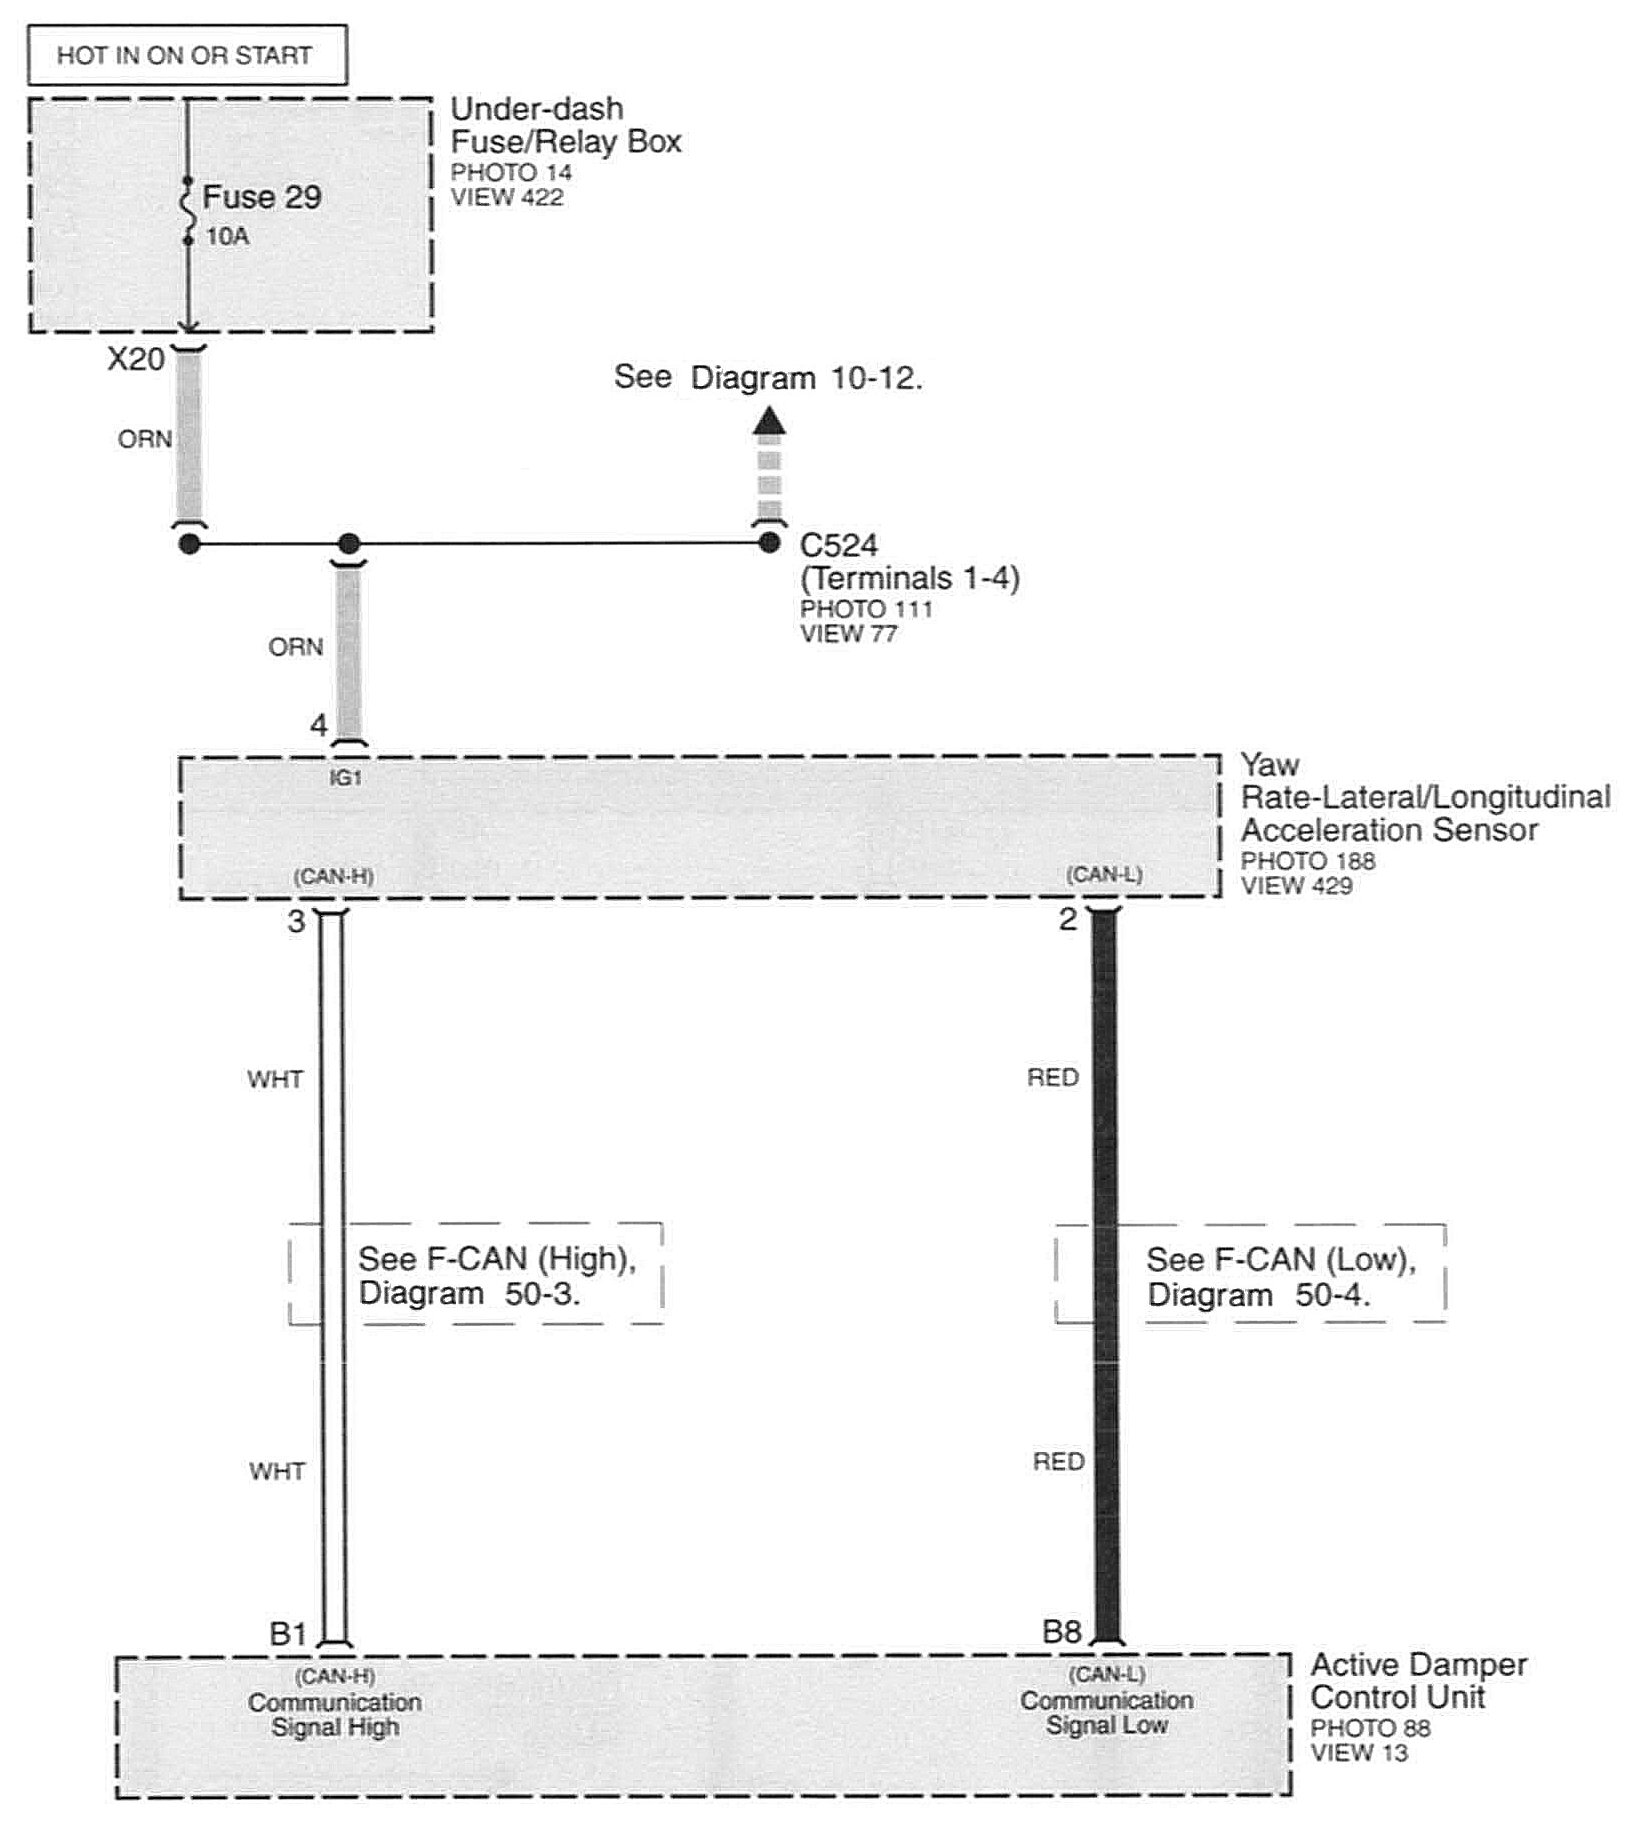 HOT IN ON OR START
Under-dash
Fuse/Relay Box
PHOTO 14
VIEW 422
Fuse 29
10A
X20
See Diagram 10-12.
ORN
C524
(Terminals 1-4)
PHOTO 111
VIEW 77
ORN
4
IG1
Yaw
Rate-Lateral/Longitudinal
Acceleration Sensor
PHOTO 188
VIEW 429
(CAN-H)
(CAN-L)
3
2
WHT
RED
See F-CAN (High),
Diagram 50-3.
See F-CAN (Low),
Diagram 50-4.
WHT
RED
B1
B8
(CAN-H)
Communication
Signal High
(CAN-L)
Communication
Signal Low
Active Damper
Control Unit
PHOTO 88
VIEW 13